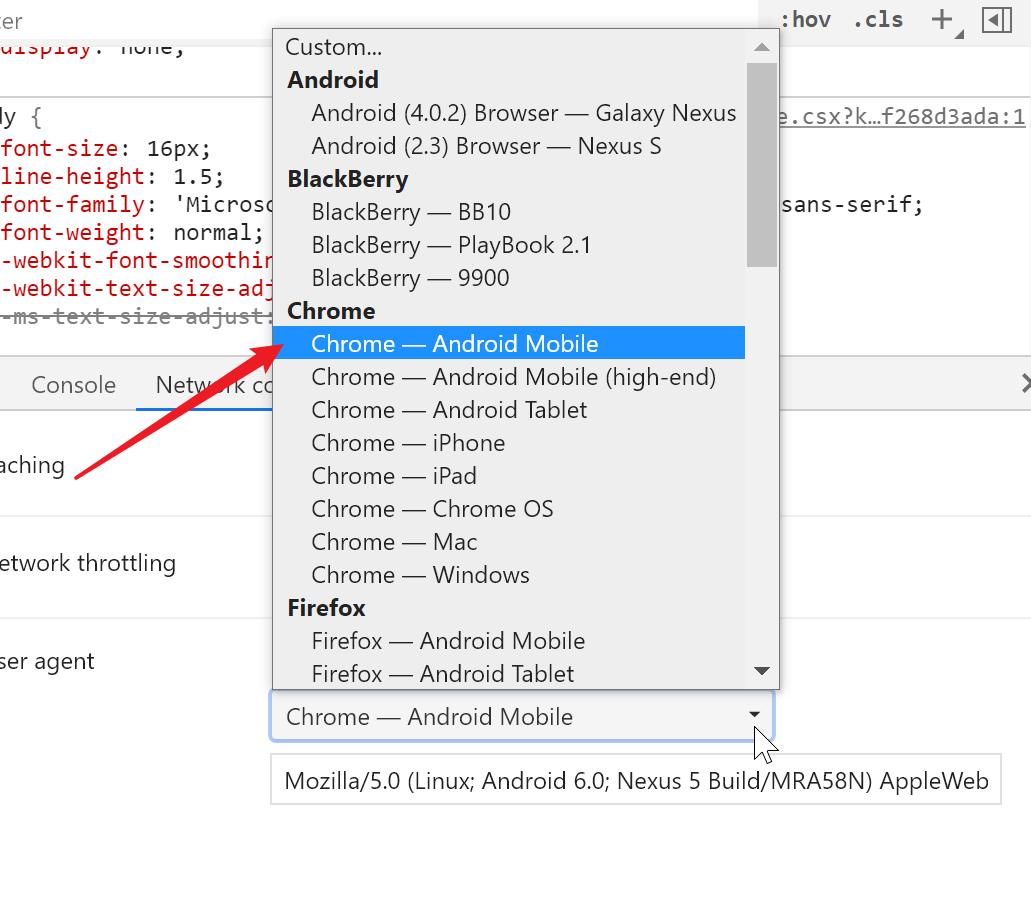 ter
:hov .cls
display: none;
dy {
e.csx?k…f268d3ada:1
font-size: 16px;
line-height: 1.5;
font-family: 'Microso
sans-serif;
font-weight: normal;
-webkit-font-smoothin
-webkit-text-size-adj
-ms-text-size-adjust:
Custom...
Android
Android (4.0.2) Browser — Galaxy Nexus
Android (2.3) Browser — Nexus S
BlackBerry
BlackBerry — BB10
BlackBerry — PlayBook 2.1
BlackBerry — 9900
Chrome
Chrome — Android Mobile
Chrome — Android Mobile (high-end)
Chrome — Android Tablet
Chrome — iPhone
Chrome — iPad
Chrome — Chrome OS
Chrome — Mac
Chrome — Windows
Firefox
Firefox — Android Mobile
Firefox — Android Tablet
Console
Network co
aching
etwork throttling
ser agent
Chrome — Android Mobile
Mozilla/5.0 (Linux; Android 6.0; Nexus 5 Build/MRA58N) AppleWeb